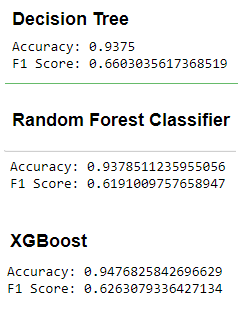 Decision Tree
Accuracy: 0.9375
F1 Score: 0.6603035617368519
Random Forest Classifier
Accuracy: 0.9378511235955056
F1 Score: 0.6191009757658947
XGBoost
Accuracy: 0.9476825842696629
F1 Score: 0.6263079336427134